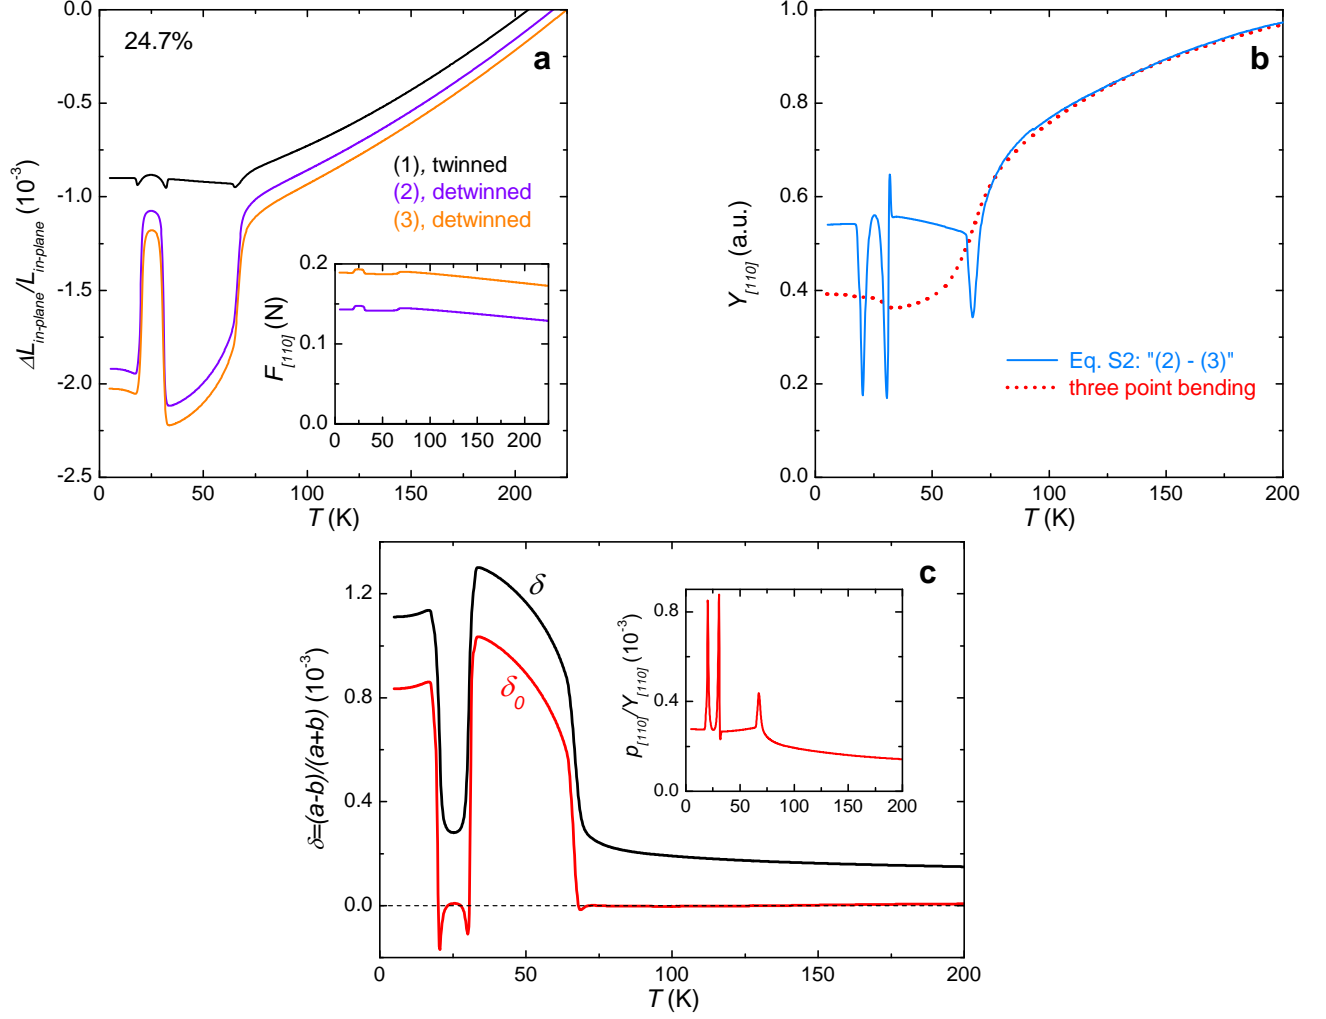 24.7%
a
ΔL_in-plane/L_in-plane (10^-3)
0.0
-0.5
-1.0
-1.5
-2.0
-2.5
(1), twinned
(2), detwinned
(3), detwinned
F_[110] (N)
0.2
0.1
0.0
0 50 100 150 200
0 50 100 150 200
T (K)
b
Y_[110] (a.u.)
1.0
0.8
0.6
0.4
0.2
0.0
Eq. S2: "(2) - (3)"
three point bending
0 50 100 150 200
T (K)
c
δ=(a-b)/(a+b) (10^-3)
1.2
0.8
0.4
0.0
δ
δ_0
p_[110]/Y_[110] (10^-3)
0.8
0.4
0.0
0 50 100 150 200
0 50 100 150 200
T (K)